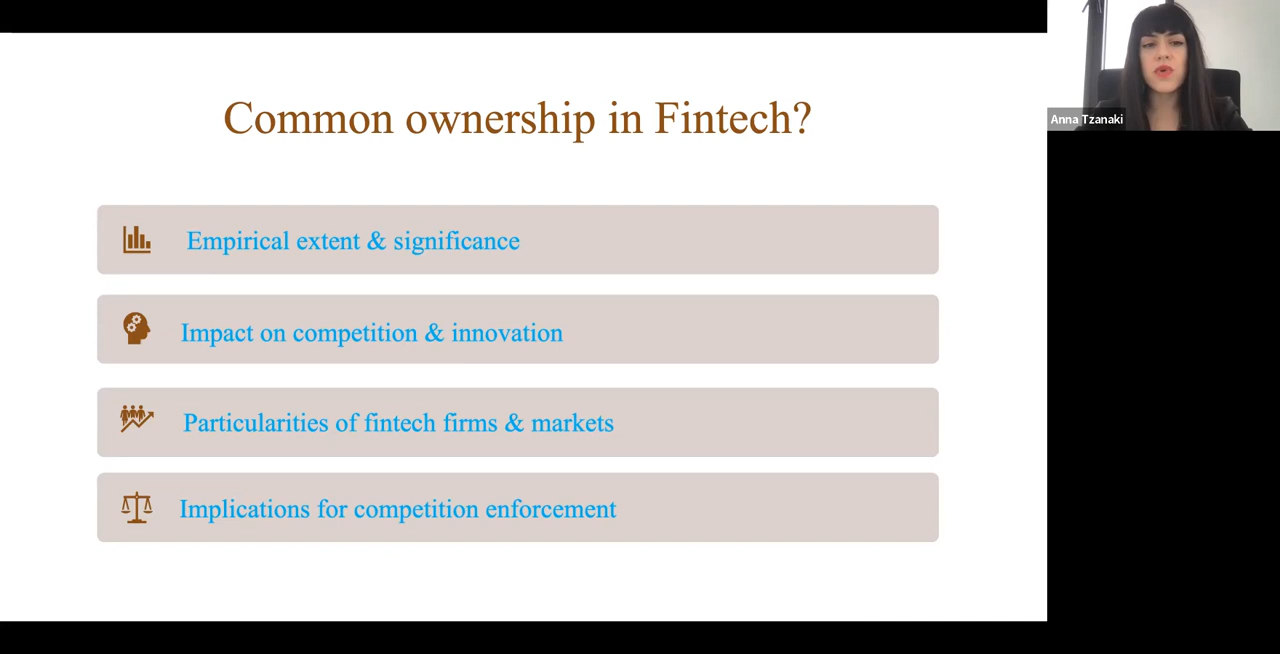 Common ownership in Fintech?
Empirical extent & significance
Impact on competition & innovation
Particularities of fintech firms & markets
Implications for competition enforcement
Anna Tzanaki